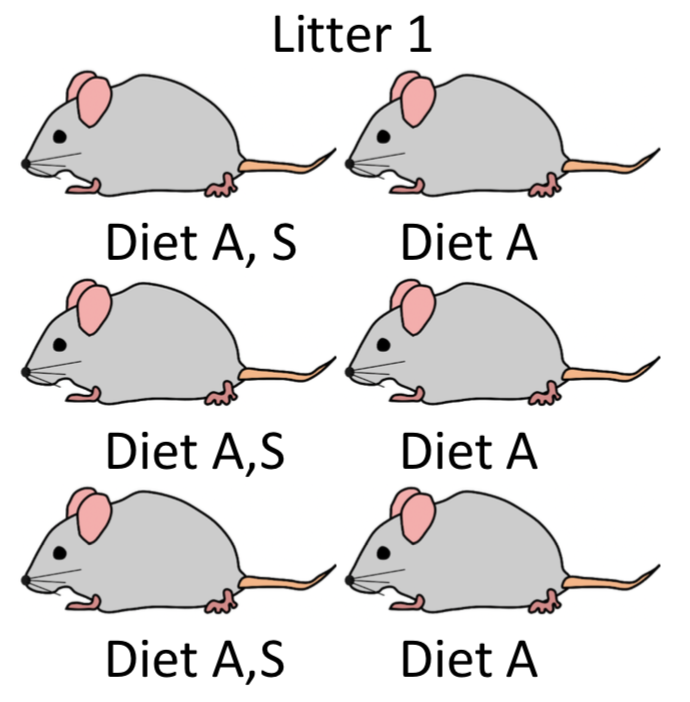 Litter 1
Diet A, S Diet A
Diet A,S Diet A
Diet A,S Diet A